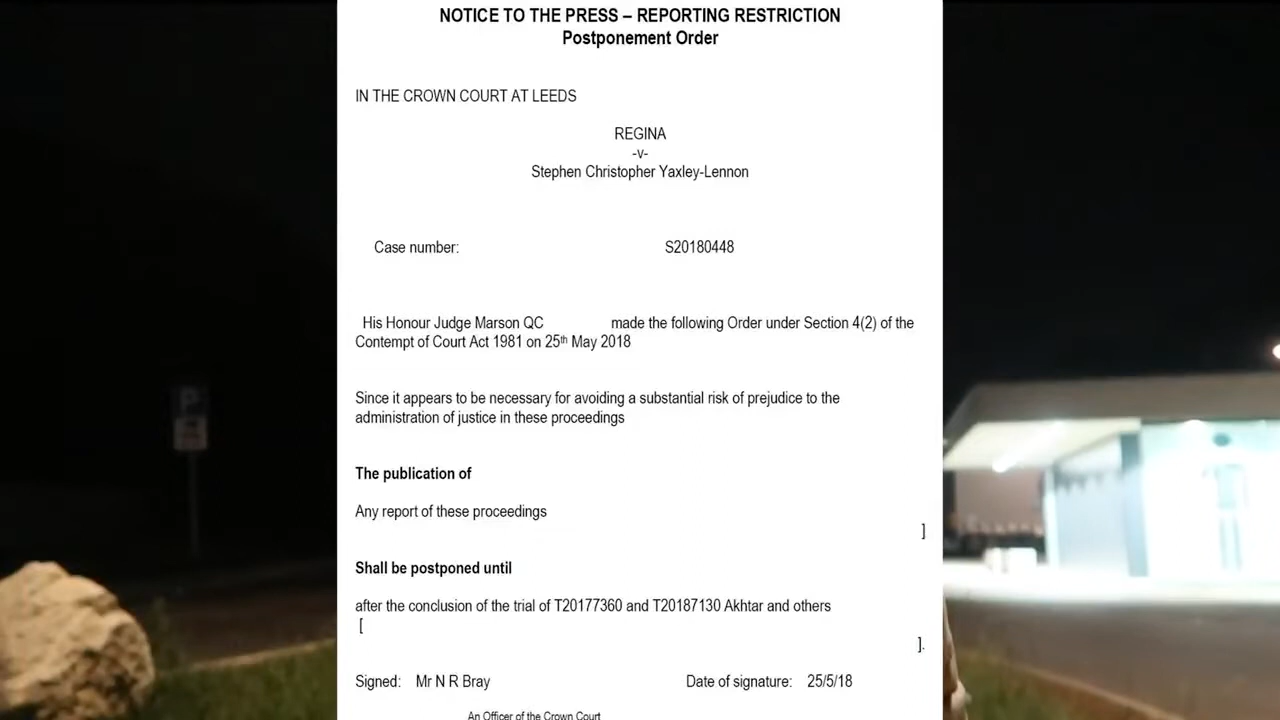 NOTICE TO THE PRESS – REPORTING RESTRICTION
Postponement Order
IN THE CROWN COURT AT LEEDS
REGINA
-v-
Stephen Christopher Yaxley-Lennon
Case number: S20180448
His Honour Judge Marson QC made the following Order under Section 4(2) of the
Contempt of Court Act 1981 on 25th May 2018
Since it appears to be necessary for avoiding a substantial risk of prejudice to the
administration of justice in these proceedings
The publication of
Any report of these proceedings
]
Shall be postponed until
after the conclusion of the trial of T20177360 and T20187130 Akhtar and others
[
].
Signed: Mr N R Bray Date of signature: 25/5/18
An Officer of the Crown Court
P